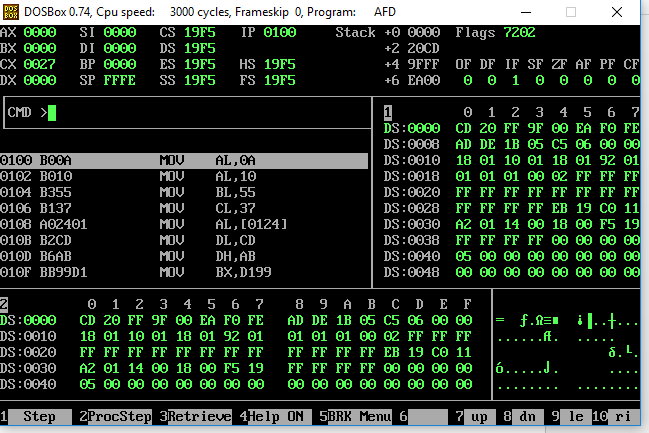 DOSBox 0.74, Cpu speed: 3000 cycles, Frameskip 0, Program: AFD
AX 0000 SI 0000 CS 19F5 IP 0100 Stack +0 0000 Flags 7202
BX 0000 DI 0000 DS 19F5 +2 20CD
CX 0027 BP 0000 ES 19F5 HS 19F5 +4 9FFF OF DF IF SF ZF AF PF CF
DX 0000 SP FFFE SS 19F5 FS 19F5 +6 EA00 0 0 1 0 0 0 0 0
CMD >
1 0 1 2 3 4 5 6 7
DS:0000 CD 20 FF 9F 00 EA F0 FE
DS:0008 AD DE 1B 05 C5 06 00 00
DS:0010 18 01 10 01 18 01 92 01
DS:0018 01 01 01 00 02 FF FF FF
DS:0020 FF FF FF FF FF FF FF FF
DS:0028 FF FF FF FF EB 19 C0 11
DS:0030 A2 01 14 00 18 00 F5 19
DS:0038 FF FF FF FF 00 00 00 00
DS:0040 05 00 00 00 00 00 00 00
DS:0048 00 00 00 00 00 00 00 00
0100 B00A MOV AL,0A
0102 B010 MOV AL,10
0104 B355 MOV BL,55
0106 B137 MOV CL,37
0108 A02401 MOV AL,[0124]
010B B2CD MOV DL,CD
010D B6AB MOV DH,AB
010F BB99D1 MOV BX,D199
2 0 1 2 3 4 5 6 7 8 9 A B C D E F
DS:0000 CD 20 FF 9F 00 EA F0 FE AD DE 1B 05 C5 06 00 00
DS:0010 18 01 10 01 18 01 92 01 01 01 01 00 02 FF FF FF
DS:0020 FF FF FF FF FF FF FF FF FF FF FF FF EB 19 C0 11
DS:0030 A2 01 14 00 18 00 F5 19 FF FF FF FF 00 00 00 00
DS:0040 05 00 00 00 00 00 00 00 00 00 00 00 00 00 00 00
= ƒ.Ω≡■ ¡▐..┼...
......Æ. .....
δ.└.
ó.....⌡. ....
........ ........
1 Step 2ProcStep 3Retrieve 4Help ON 5BRK Menu 6 7 up 8 dn 9 le 10 ri